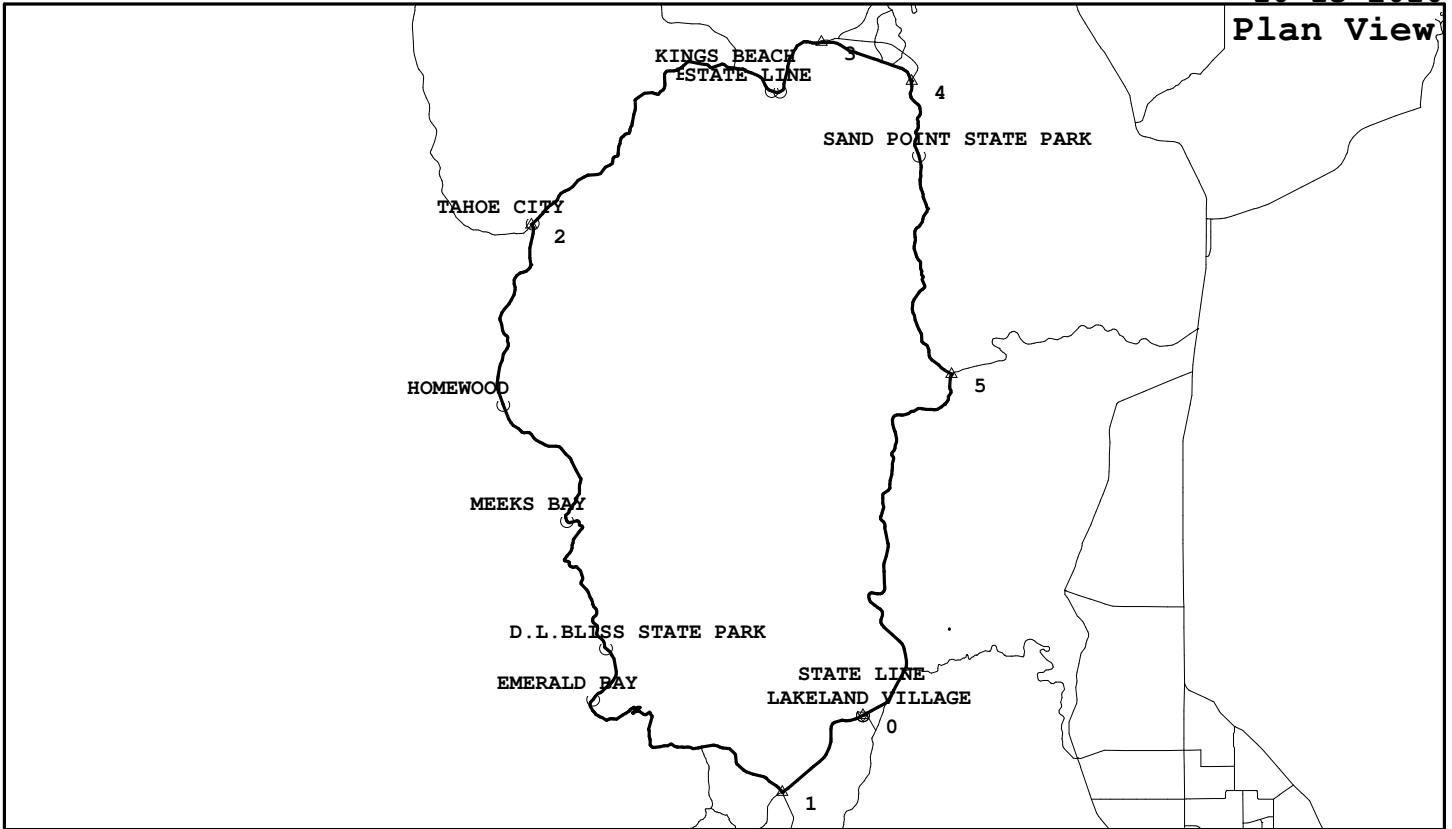 Plan View
KINGS BEACH
STATE LINE
3
4
SAND POINT STATE PARK
TAHOE CITY
2
5
HOMEWOOD
MEEKS BAY
D.L.BLISS STATE PARK
EMERALD BAY
STATE LINE
LAKELAND VILLAGE
0
1